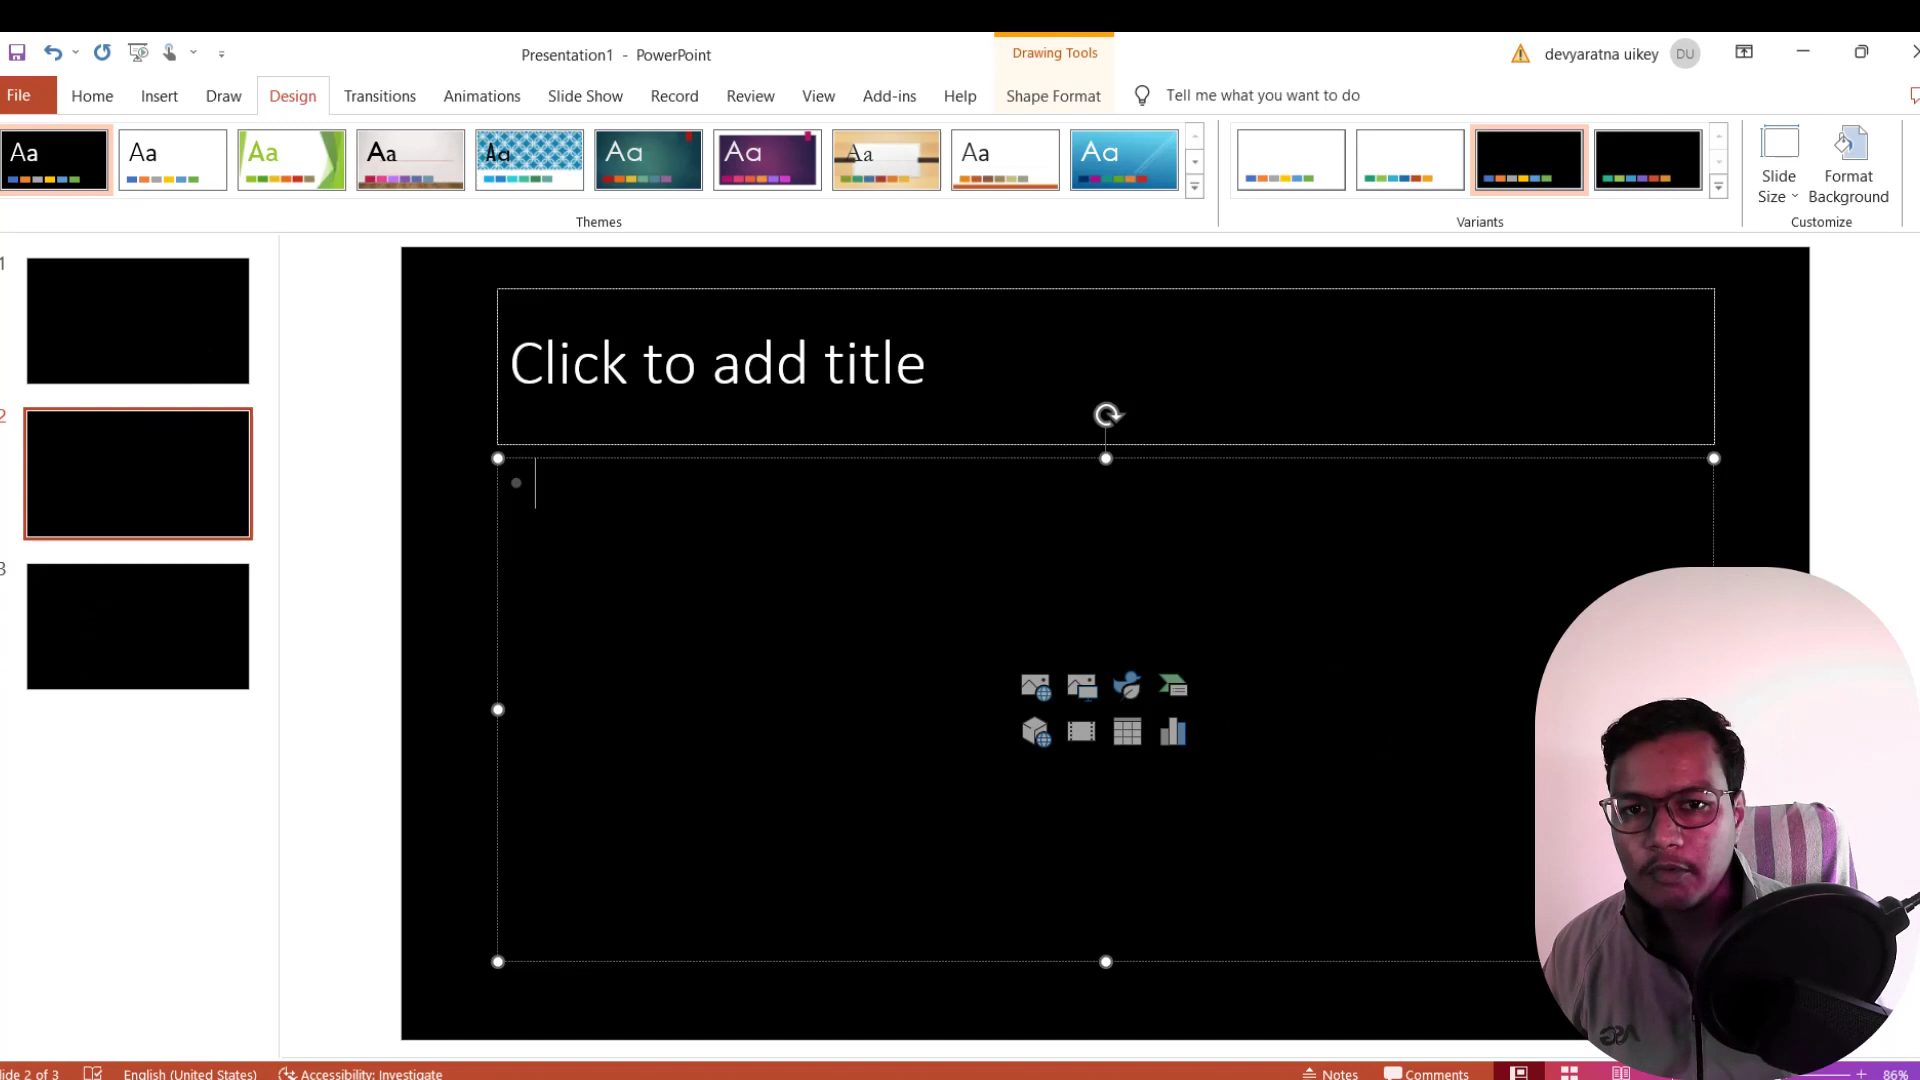 Presentation1 - PowerPoint
Drawing Tools
devyaratna uikey
DU
File
Home
Insert
Draw
Design
Transitions
Animations
Slide Show
Record
Review
View
Add-ins
Help
Shape Format
Tell me what you want to do
Aa
Aa
Aa
Aa
Aa
Aa
Aa
Aa
Aa
Aa
Slide
Size
Format
Background
Themes
Variants
Customize
1
2
3
Click to add title
lide 2 of 3
English (United States)
Accessibility: Investigate
Notes
Comments
86%